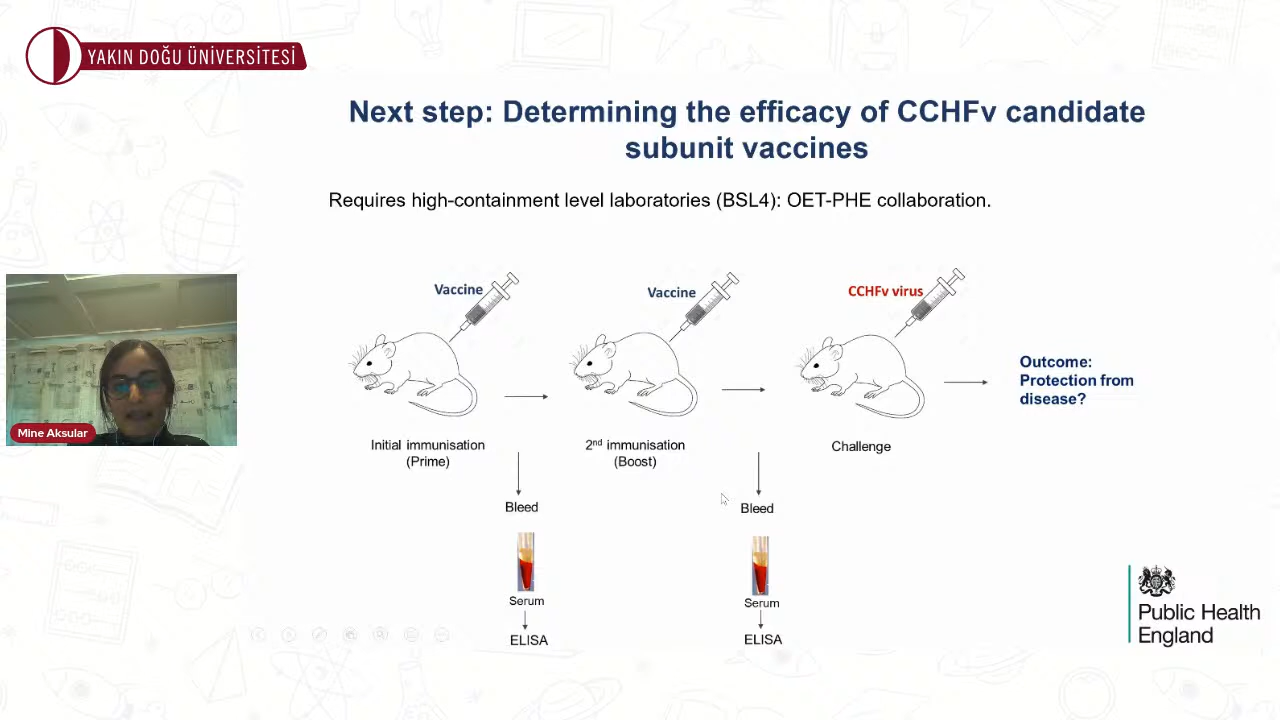 YAKIN DOĞU ÜNİVERSİTESİ
Next step: Determining the efficacy of CCHFv candidate
subunit vaccines
Requires high-containment level laboratories (BSL4): OET-PHE collaboration.
Vaccine
Vaccine
CCHFv virus
Outcome:
Protection from
disease?
Mine Aksular
Initial immunisation
(Prime)
2nd immunisation
(Boost)
Challenge
Bleed
Bleed
Serum
Serum
ELISA
ELISA
Public Health
England